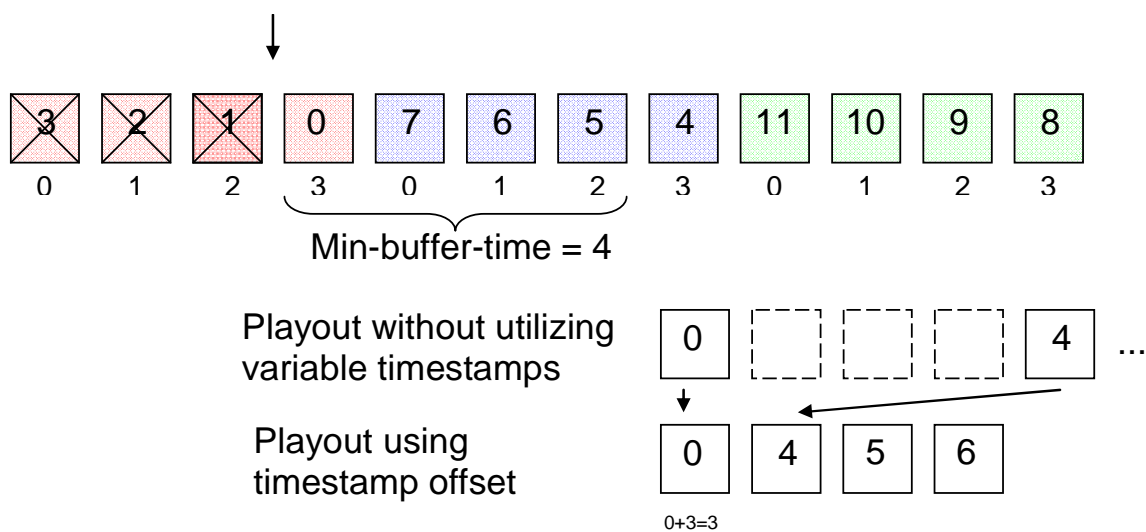 3 2 1 0 7 6 5 4 11 10 9 8
0 1 2 3 0 1 2 3 0 1 2 3
Min-buffer-time = 4
Playout without utilizing
variable timestamps
0 4 ...
Playout using
timestamp offset
0 4 5 6
0+3=3